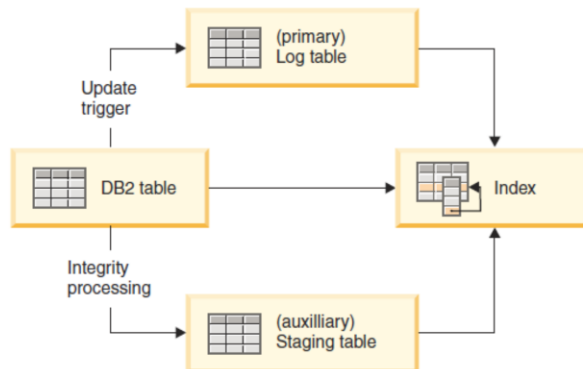 (primary)
Log table
Update
trigger
DB2 table
Index
Integrity
processing
(auxilliary)
Staging table